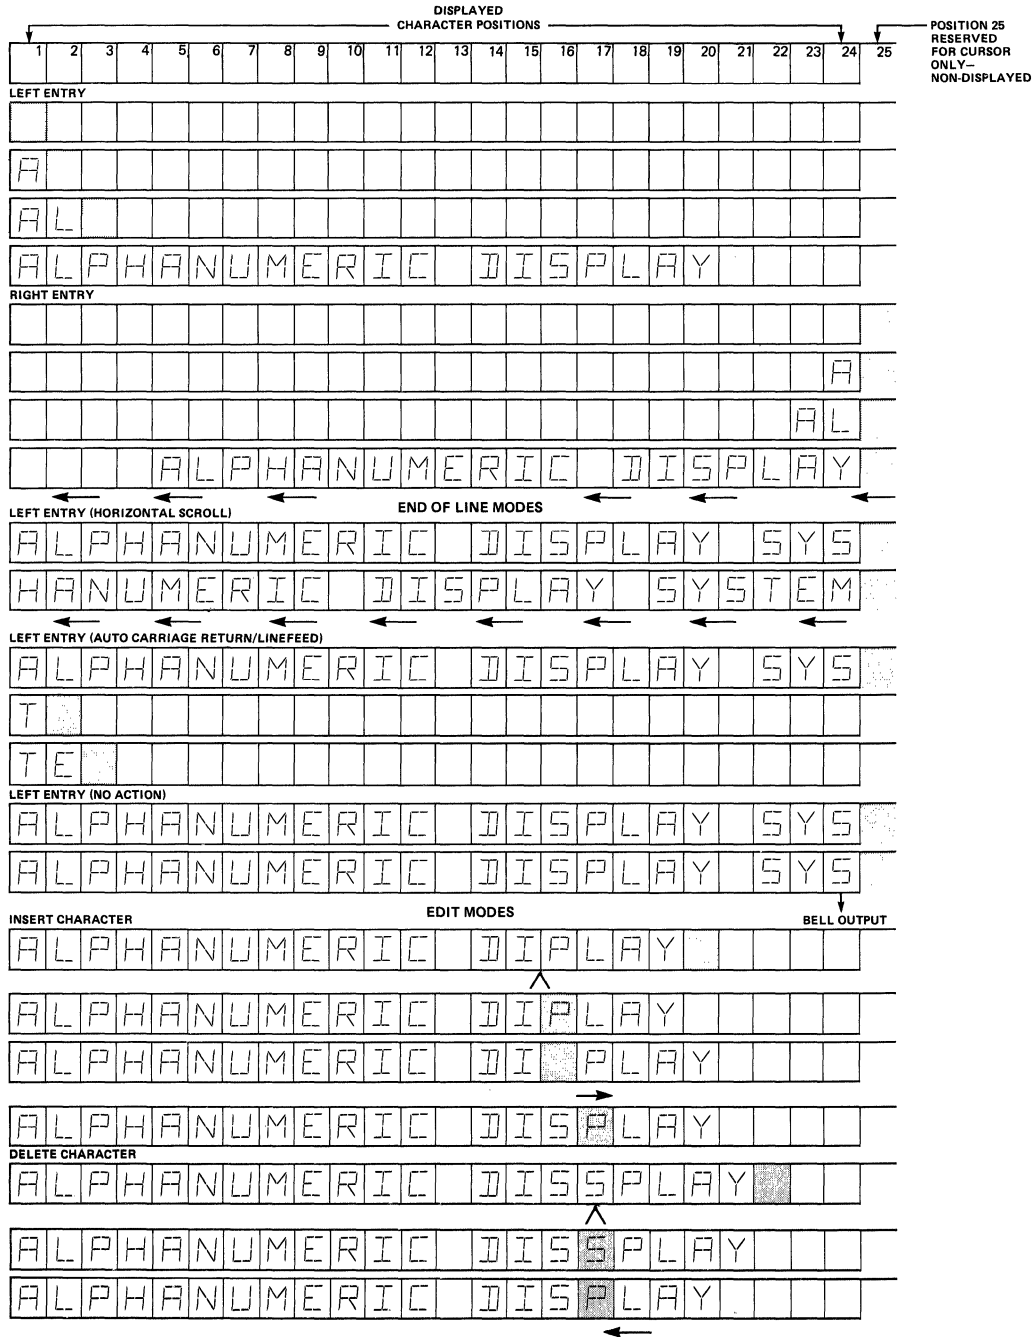 DISPLAYED
CHARACTER POSITIONS
POSITION 25
RESERVED
FOR CURSOR
ONLY—
NON-DISPLAYED
1 2 3 4 5 6 7 8 9 10 11 12 13 14 15 16 17 18 19 20 21 22 23 24 25
LEFT ENTRY
A
AL
ALPHANUMERIC DISPLAY
RIGHT ENTRY
A
AL
ALPHANUMERIC DISPLAY
END OF LINE MODES
LEFT ENTRY (HORIZONTAL SCROLL)
ALPHANUMERIC DISPLAY SYS
HANUMERIC DISPLAY SYSTEM
LEFT ENTRY (AUTO CARRIAGE RETURN/LINEFEED)
ALPHANUMERIC DISPLAY SYS
T
TE
LEFT ENTRY (NO ACTION)
ALPHANUMERIC DISPLAY SYS
ALPHANUMERIC DISPLAY SYS
BELL OUTPUT
EDIT MODES
INSERT CHARACTER
ALPHANUMERIC DIPLAY
ALPHANUMERIC DIPLAY
ALPHANUMERIC DI PLAY
ALPHANUMERIC DISPLAY
DELETE CHARACTER
ALPHANUMERIC DISSPLAY
ALPHANUMERIC DISSPLAY
ALPHANUMERIC DISPLAY